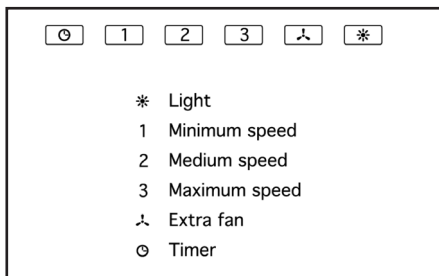 1 2 3
Light
1 Minimum speed
2 Medium speed
3 Maximum speed
Extra fan
Timer